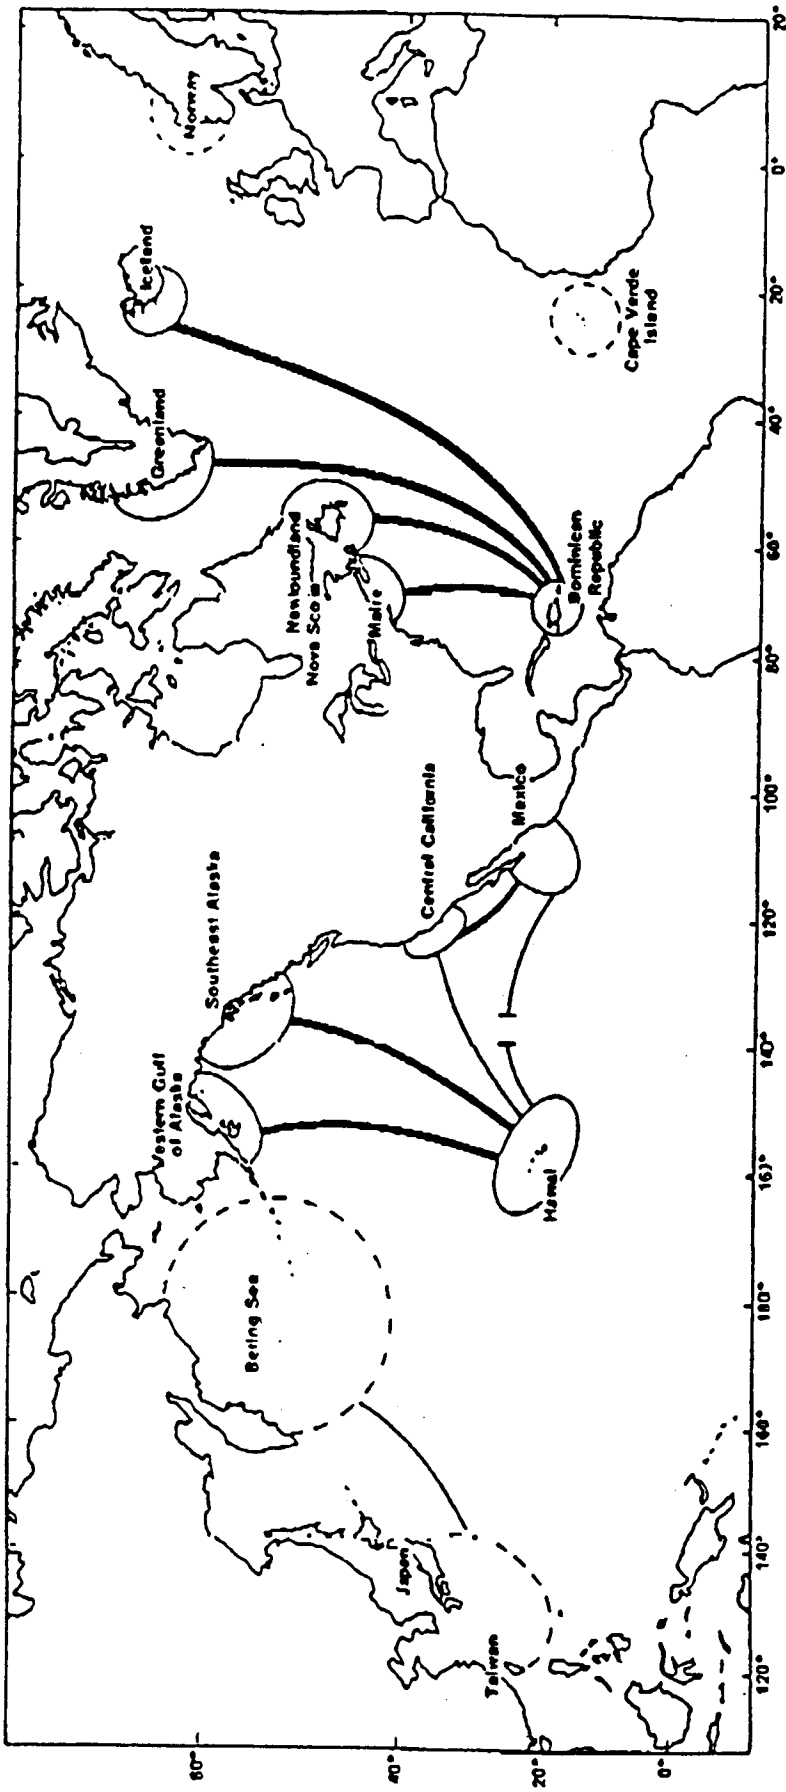 Norway
Iceland
Greenland
Newfoundland
Nova Scotia
Maire
Dominican
Republic
Cape Verde
Island
Central California
Mexico
Southeast Alaska
Western Gulf
of Alaska
Hawaii
Bering Sea
Japan
Taiwan
60°
40°
20°
0°
120°
140°
160°
180°
160°
140°
120°
100°
80°
60°
40°
20°
0°
20°